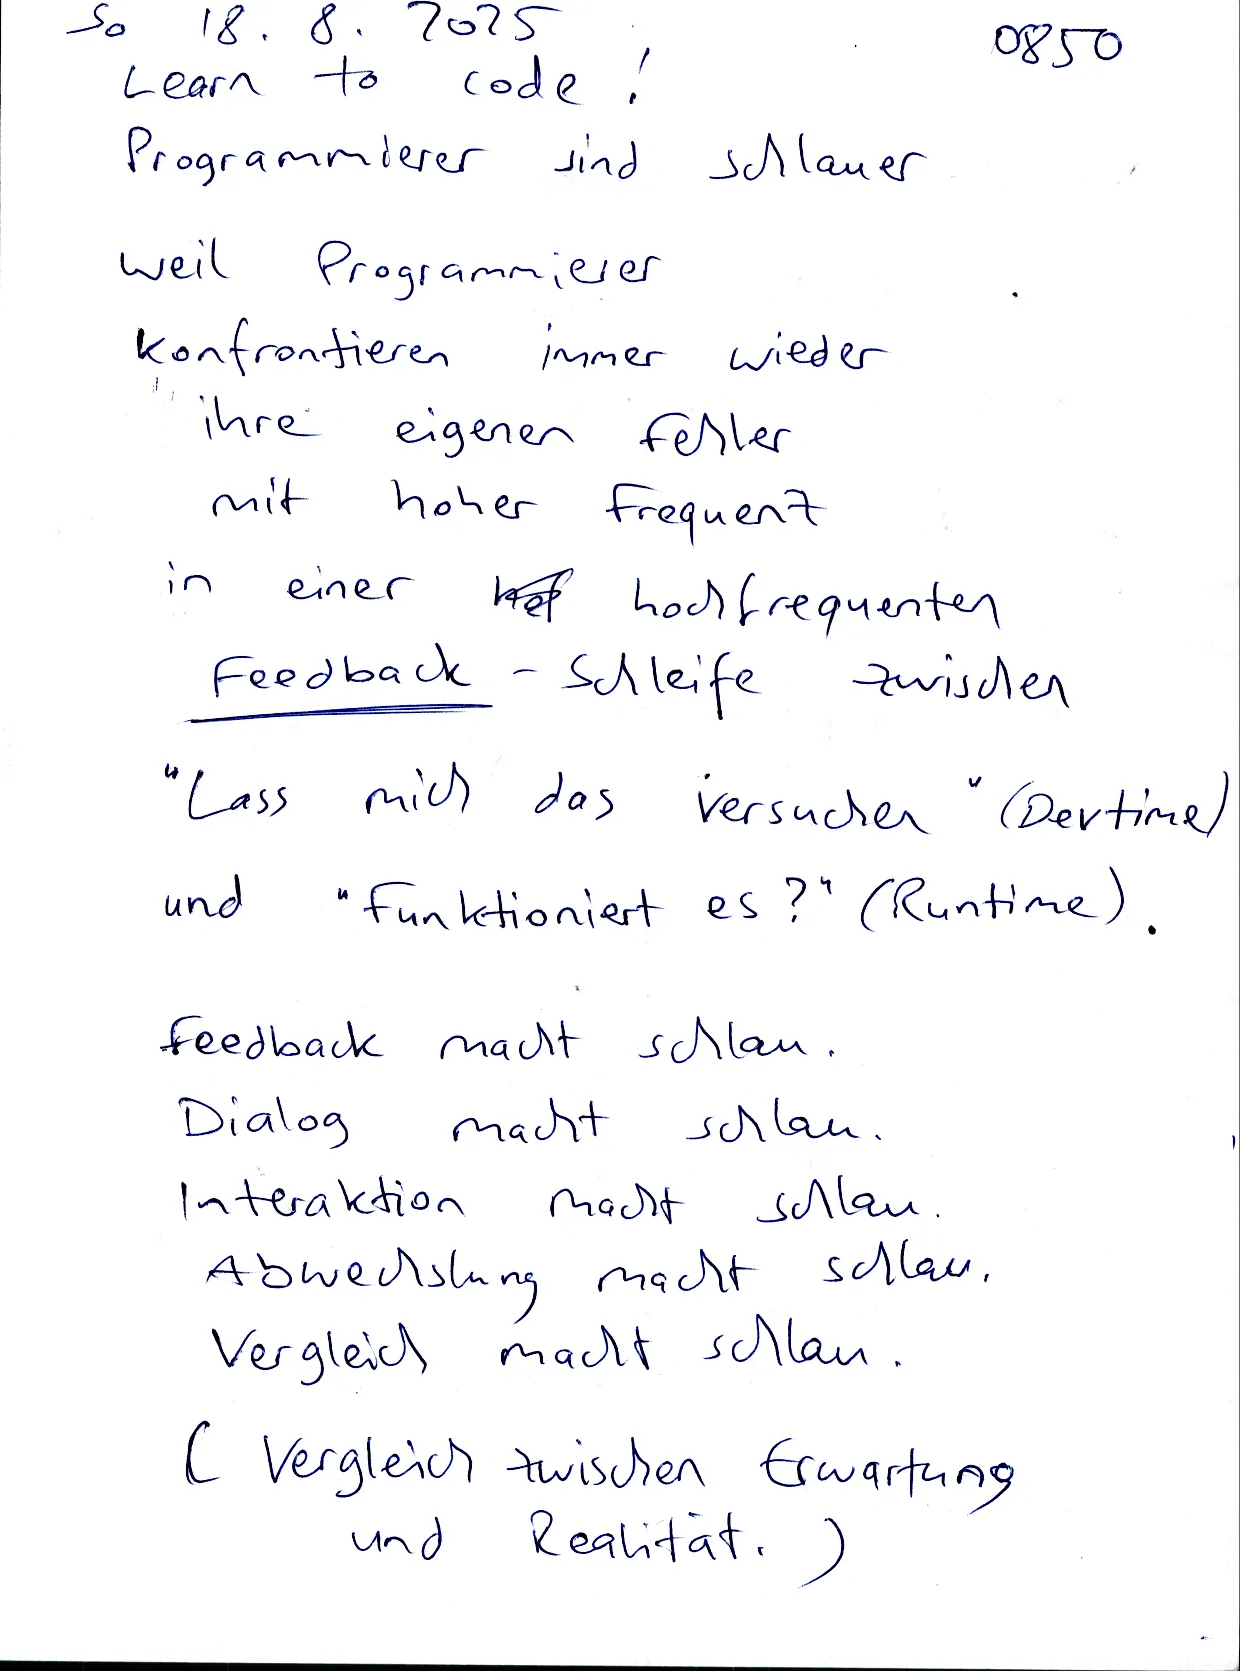 So 18. 8. 2025 0850
Learn to code!
Programmierer sind schlauer
weil Programmierer
konfrontieren immer wieder
ihre eigenen Fehler
mit hoher Frequenz
in einer hochfrequenten
Feedback - Schleife zwischen
"Lass mich das versuchen" (Devtime)
und "Funktioniert es?" (Runtime).
Feedback macht schlau.
Dialog macht schlau.
Interaktion macht schlau.
Abwechslung macht schlau.
Vergleich macht schlau.
( Vergleich zwischen Erwartung
und Realität. )